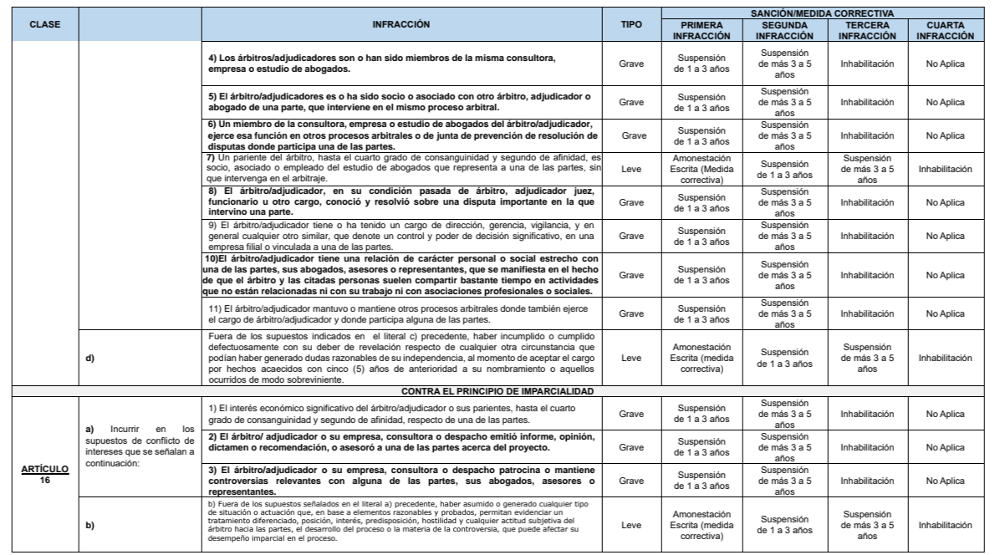 CLASE INFRACCIÓN TIPO SANCIÓN/MEDIDA CORRECTIVA
PRIMERA INFRACCIÓN SEGUNDA INFRACCIÓN TERCERA INFRACCIÓN CUARTA INFRACCIÓN
4) Los árbitros/adjudicadores son o han sido miembros de la misma consultora,
empresa o estudio de abogados.
Grave
Suspensión
de 1 a 3 años
Suspensión
de más 3 a 5
años
Inhabilitación
No Aplica
5) El árbitro/adjudicadores es o ha sido socio o asociado con otro árbitro, adjudicador o
abogado de una parte, que interviene en el mismo proceso arbitral.
Grave
Suspensión
de 1 a 3 años
Suspensión
de más 3 a 5
años
Inhabilitación
No Aplica
6) Un miembro de la consultora, empresa o estudio de abogados del árbitro/adjudicador,
ejerce esa función en otros procesos arbitrales o de junta de prevención de resolución de
disputas donde participa una de las partes.
Grave
Suspensión
de 1 a 3 años
Suspensión
de más 3 a 5
años
Inhabilitación
No Aplica
7) Un pariente del árbitro, hasta el cuarto grado de consanguinidad y segundo de afinidad, es
socio, asociado o empleado del estudio de abogados que representa a una de las partes, sin
que intervenga en el arbitraje.
Leve
Amonestación
Escrita (Medida
correctiva)
Suspensión
de 1 a 3 años
Suspensión
de más 3 a 5
años
Inhabilitación
8) El árbitro/adjudicador, en su condición pasada de árbitro, adjudicador juez,
funcionario u otro cargo, conoció y resolvió sobre una disputa importante en la que
intervino una parte.
Grave
Suspensión
de 1 a 3 años
Suspensión
de más 3 a 5
años
Inhabilitación
No Aplica
9) El árbitro/adjudicador tiene o ha tenido un cargo de dirección, gerencia, vigilancia, y en
general cualquier otro similar, que denote un control y poder de decisión significativo, en una
empresa filial o vinculada a una de las partes.
Grave
Suspensión
de 1 a 3 años
Suspensión
de más 3 a 5
años
Inhabilitación
No Aplica
10)El árbitro/adjudicador tiene una relación de carácter personal o social estrecho con
una de las partes, sus abogados, asesores o representantes, que se manifiesta en el hecho
de que el árbitro y las citadas personas suelen compartir bastante tiempo en actividades
que no están relacionadas ni con su trabajo ni con asociaciones profesionales o sociales.
Grave
Suspensión
de 1 a 3 años
Suspensión
de más 3 a 5
años
Inhabilitación
No Aplica
11) El árbitro/adjudicador mantuvo o mantiene otros procesos arbitrales donde también ejerce
el cargo de árbitro/adjudicador y donde participa alguna de las partes.
Grave
Suspensión
de 1 a 3 años
Suspensión
de más 3 a 5
años
Inhabilitación
No Aplica
d)
Fuera de los supuestos indicados en el literal c) precedente, haber incumplido o cumplido
defectuosamente con su deber de revelación respecto de cualquier otra circunstancia que
podían haber generado dudas razonables de su independencia, al momento de aceptar el cargo
por hechos acaecidos con cinco (5) años de anterioridad a su nombramiento o aquellos
ocurridos de modo sobreviniente.
Leve
Amonestación
Escrita (medida
correctiva)
Suspensión
de 1 a 3 años
Suspensión
de más 3 a 5
años
Inhabilitación
CONTRA EL PRINCIPIO DE IMPARCIALIDAD
ARTÍCULO
16
a) Incurrir en los
supuestos de conflicto de
intereses que se señalan a
continuación:
1) El interés económico significativo del árbitro/adjudicador o sus parientes, hasta el cuarto
grado de consanguinidad y segundo de afinidad, respecto de una de las partes.
Grave
Suspensión
de 1 a 3 años
Suspensión
de más 3 a 5
años
Inhabilitación
No Aplica
2) El árbitro/ adjudicador o su empresa, consultora o despacho emitió informe, opinión,
dictamen o recomendación, o asesoró a una de las partes acerca del proyecto.
Grave
Suspensión
de 1 a 3 años
Suspensión
de más 3 a 5
años
Inhabilitación
No Aplica
3) El árbitro/adjudicador o su empresa, consultora o despacho patrocina o mantiene
controversias relevantes con alguna de las partes, sus abogados, asesores o
representantes.
Grave
Suspensión
de 1 a 3 años
Suspensión
de más 3 a 5
años
Inhabilitación
No Aplica
b)
b) Fuera de los supuestos señalados en el literal a) precedente, haber asumido o generado cualquier tipo
de situación o actuación que, en base a elementos razonables y probados, permitan evidenciar un
tratamiento diferenciado, posición, interés, predisposición, hostilidad y cualquier actitud subjetiva del
árbitro hacia las partes, el desarrollo del proceso o la materia de la controversia, que puede afectar su
desempeño imparcial en el proceso.
Leve
Amonestación
Escrita (medida
correctiva)
Suspensión
de 1 a 3 años
Suspensión
de más 3 a 5
años
Inhabilitación